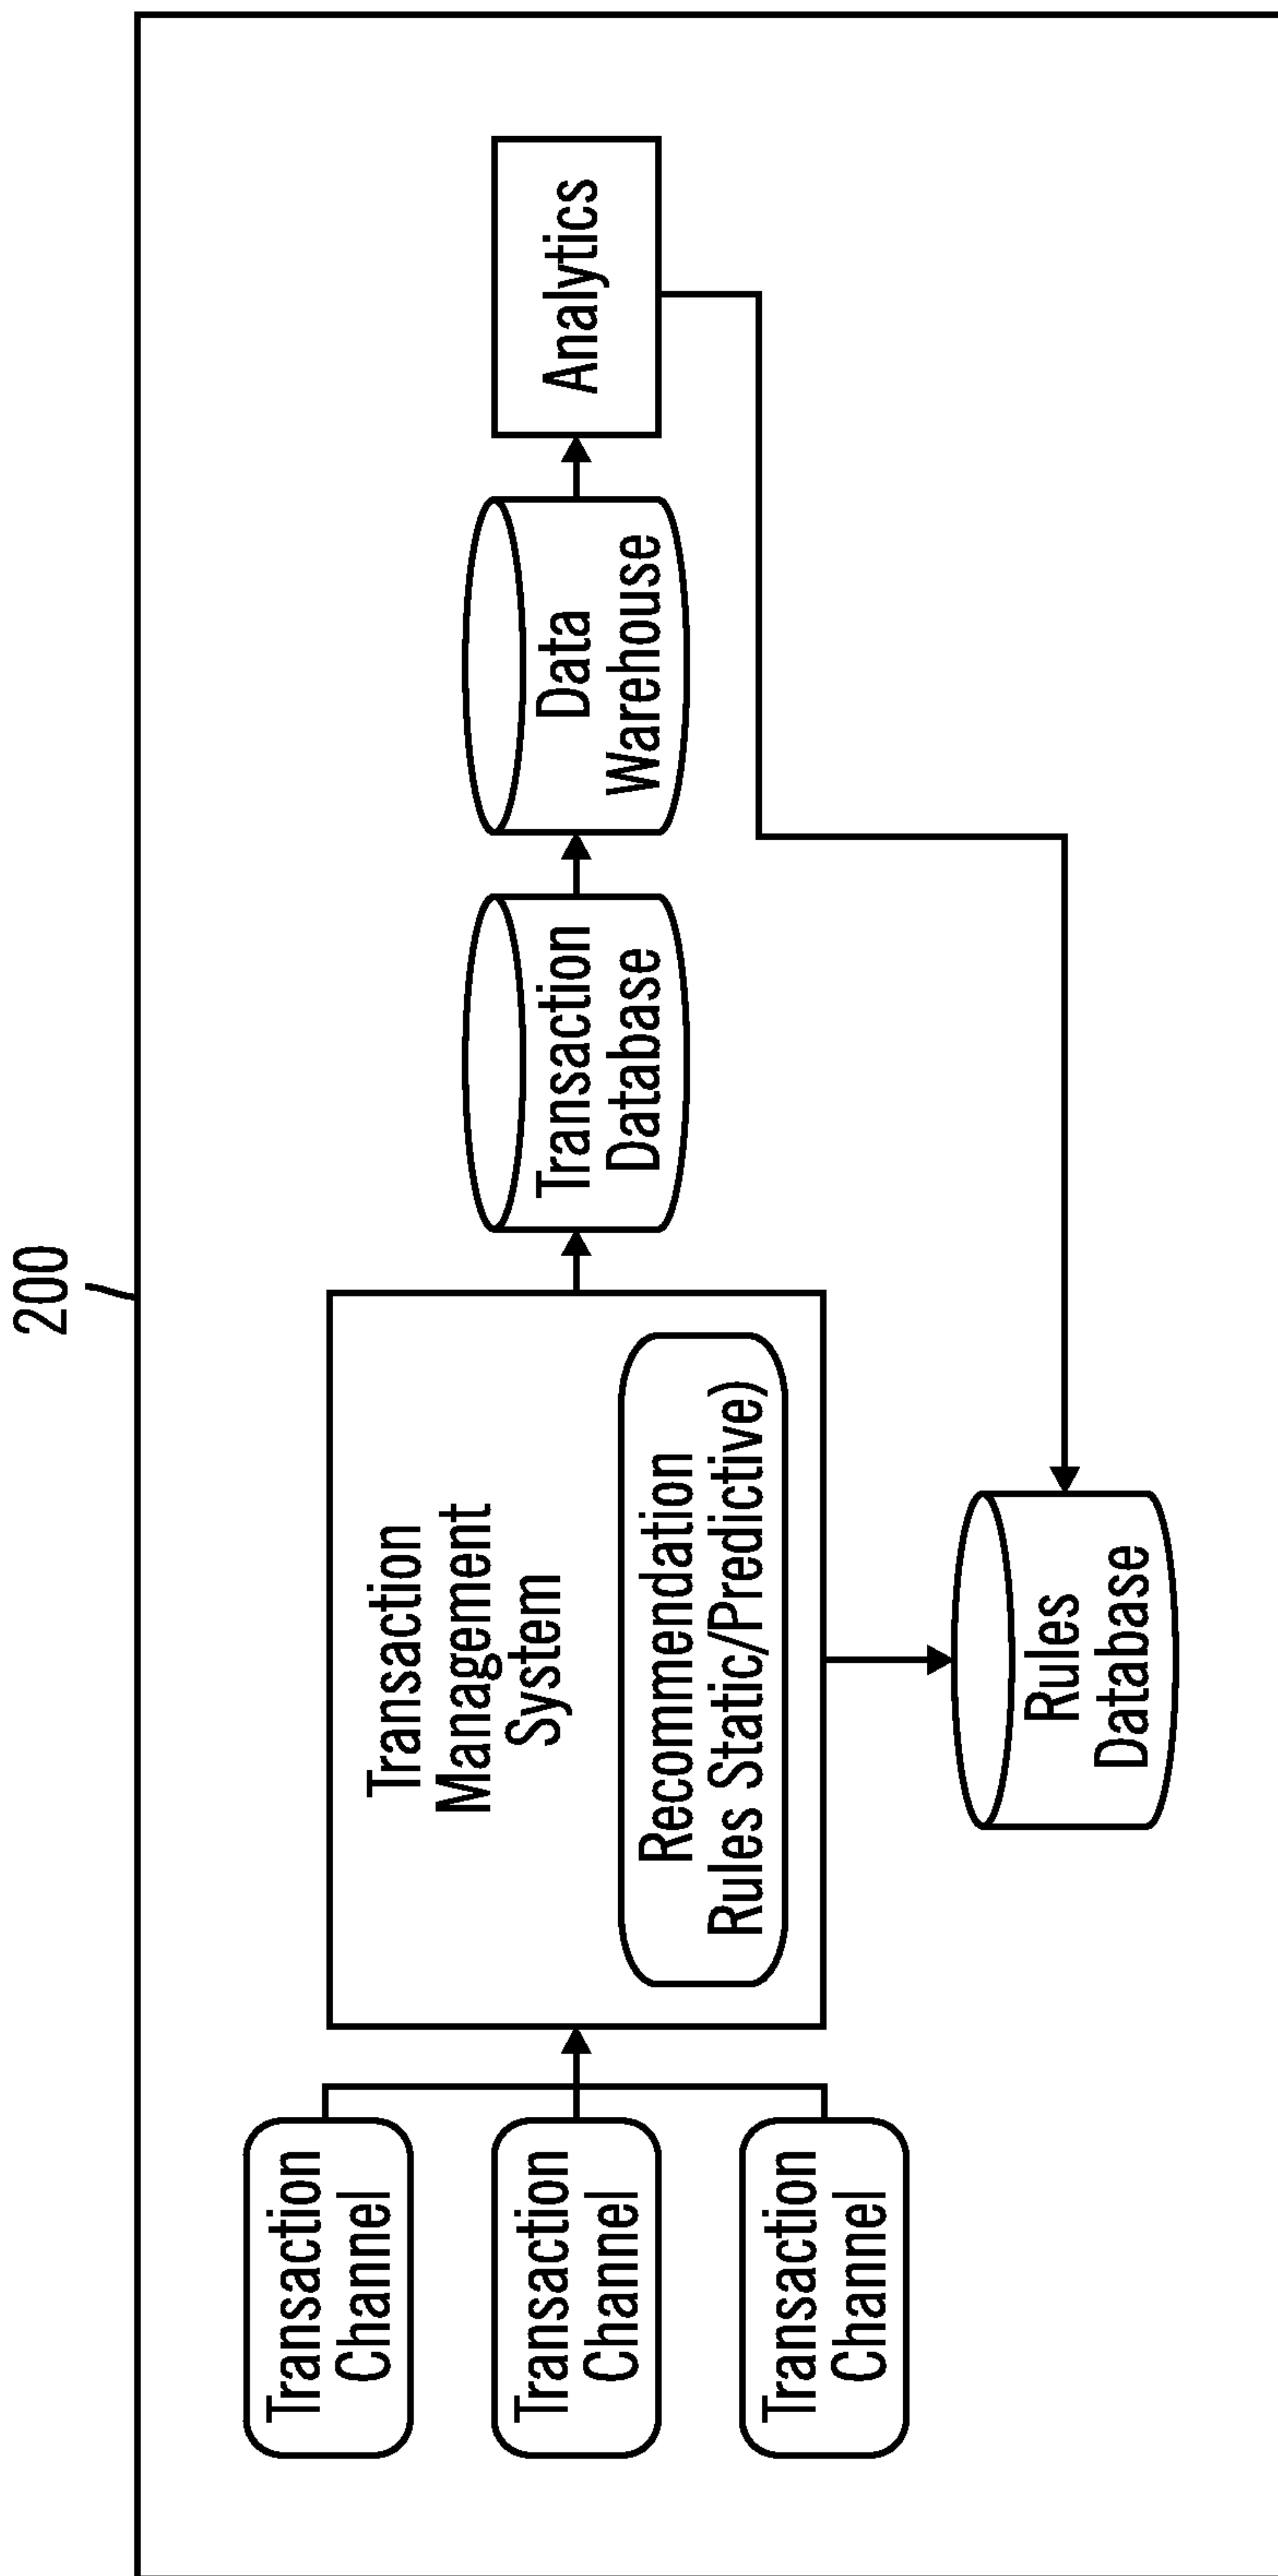 200
Transaction
Channel
Transaction
Channel
Transaction
Channel
Transaction
Management
System
Recommendation
Rules Static/Predictive)
Transaction
Database
Data
Warehouse
Analytics
Rules
Database